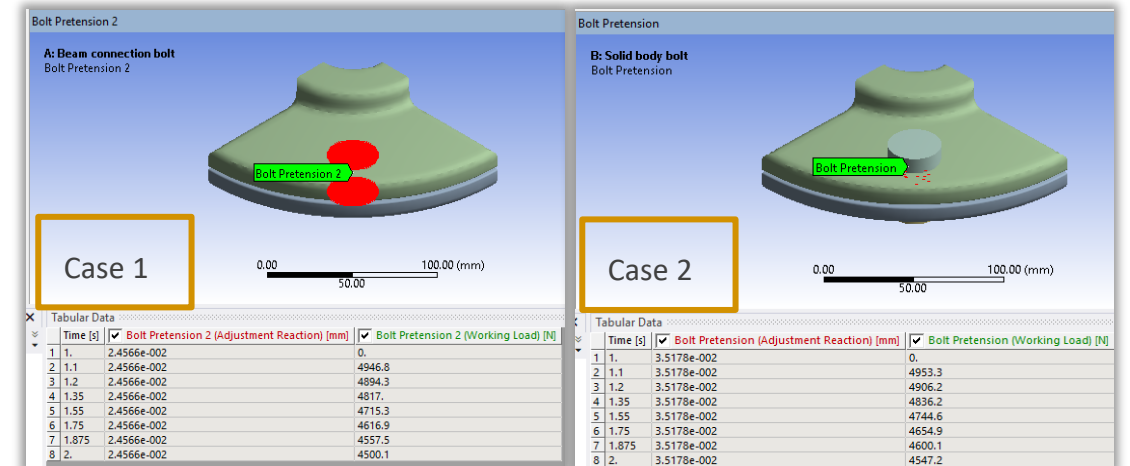 Bolt Pretension 2
A: Beam connection bolt
Bolt Pretension 2
Bolt Pretension 2
Case 1
0.00 100.00 (mm)
50.00
Tabular Data
Time [s] Bolt Pretension 2 (Adjustment Reaction) [mm] Bolt Pretension 2 (Working Load) [N]
1 1. 2.4566e-002 0.
2 1.1 2.4566e-002 4946.8
3 1.2 2.4566e-002 4894.3
4 1.35 2.4566e-002 4817.
5 1.55 2.4566e-002 4715.3
6 1.75 2.4566e-002 4616.9
7 1.875 2.4566e-002 4557.5
8 2. 2.4566e-002 4500.1
Bolt Pretension
B: Solid body bolt
Bolt Pretension
Bolt Pretension
Case 2
0.00 100.00 (mm)
50.00
Tabular Data
Time [s] Bolt Pretension (Adjustment Reaction) [mm] Bolt Pretension (Working Load) [N]
1 1. 3.5178e-002 0.
2 1.1 3.5178e-002 4953.3
3 1.2 3.5178e-002 4906.2
4 1.35 3.5178e-002 4836.2
5 1.55 3.5178e-002 4744.6
6 1.75 3.5178e-002 4654.9
7 1.875 3.5178e-002 4600.1
8 2. 3.5178e-002 4547.2